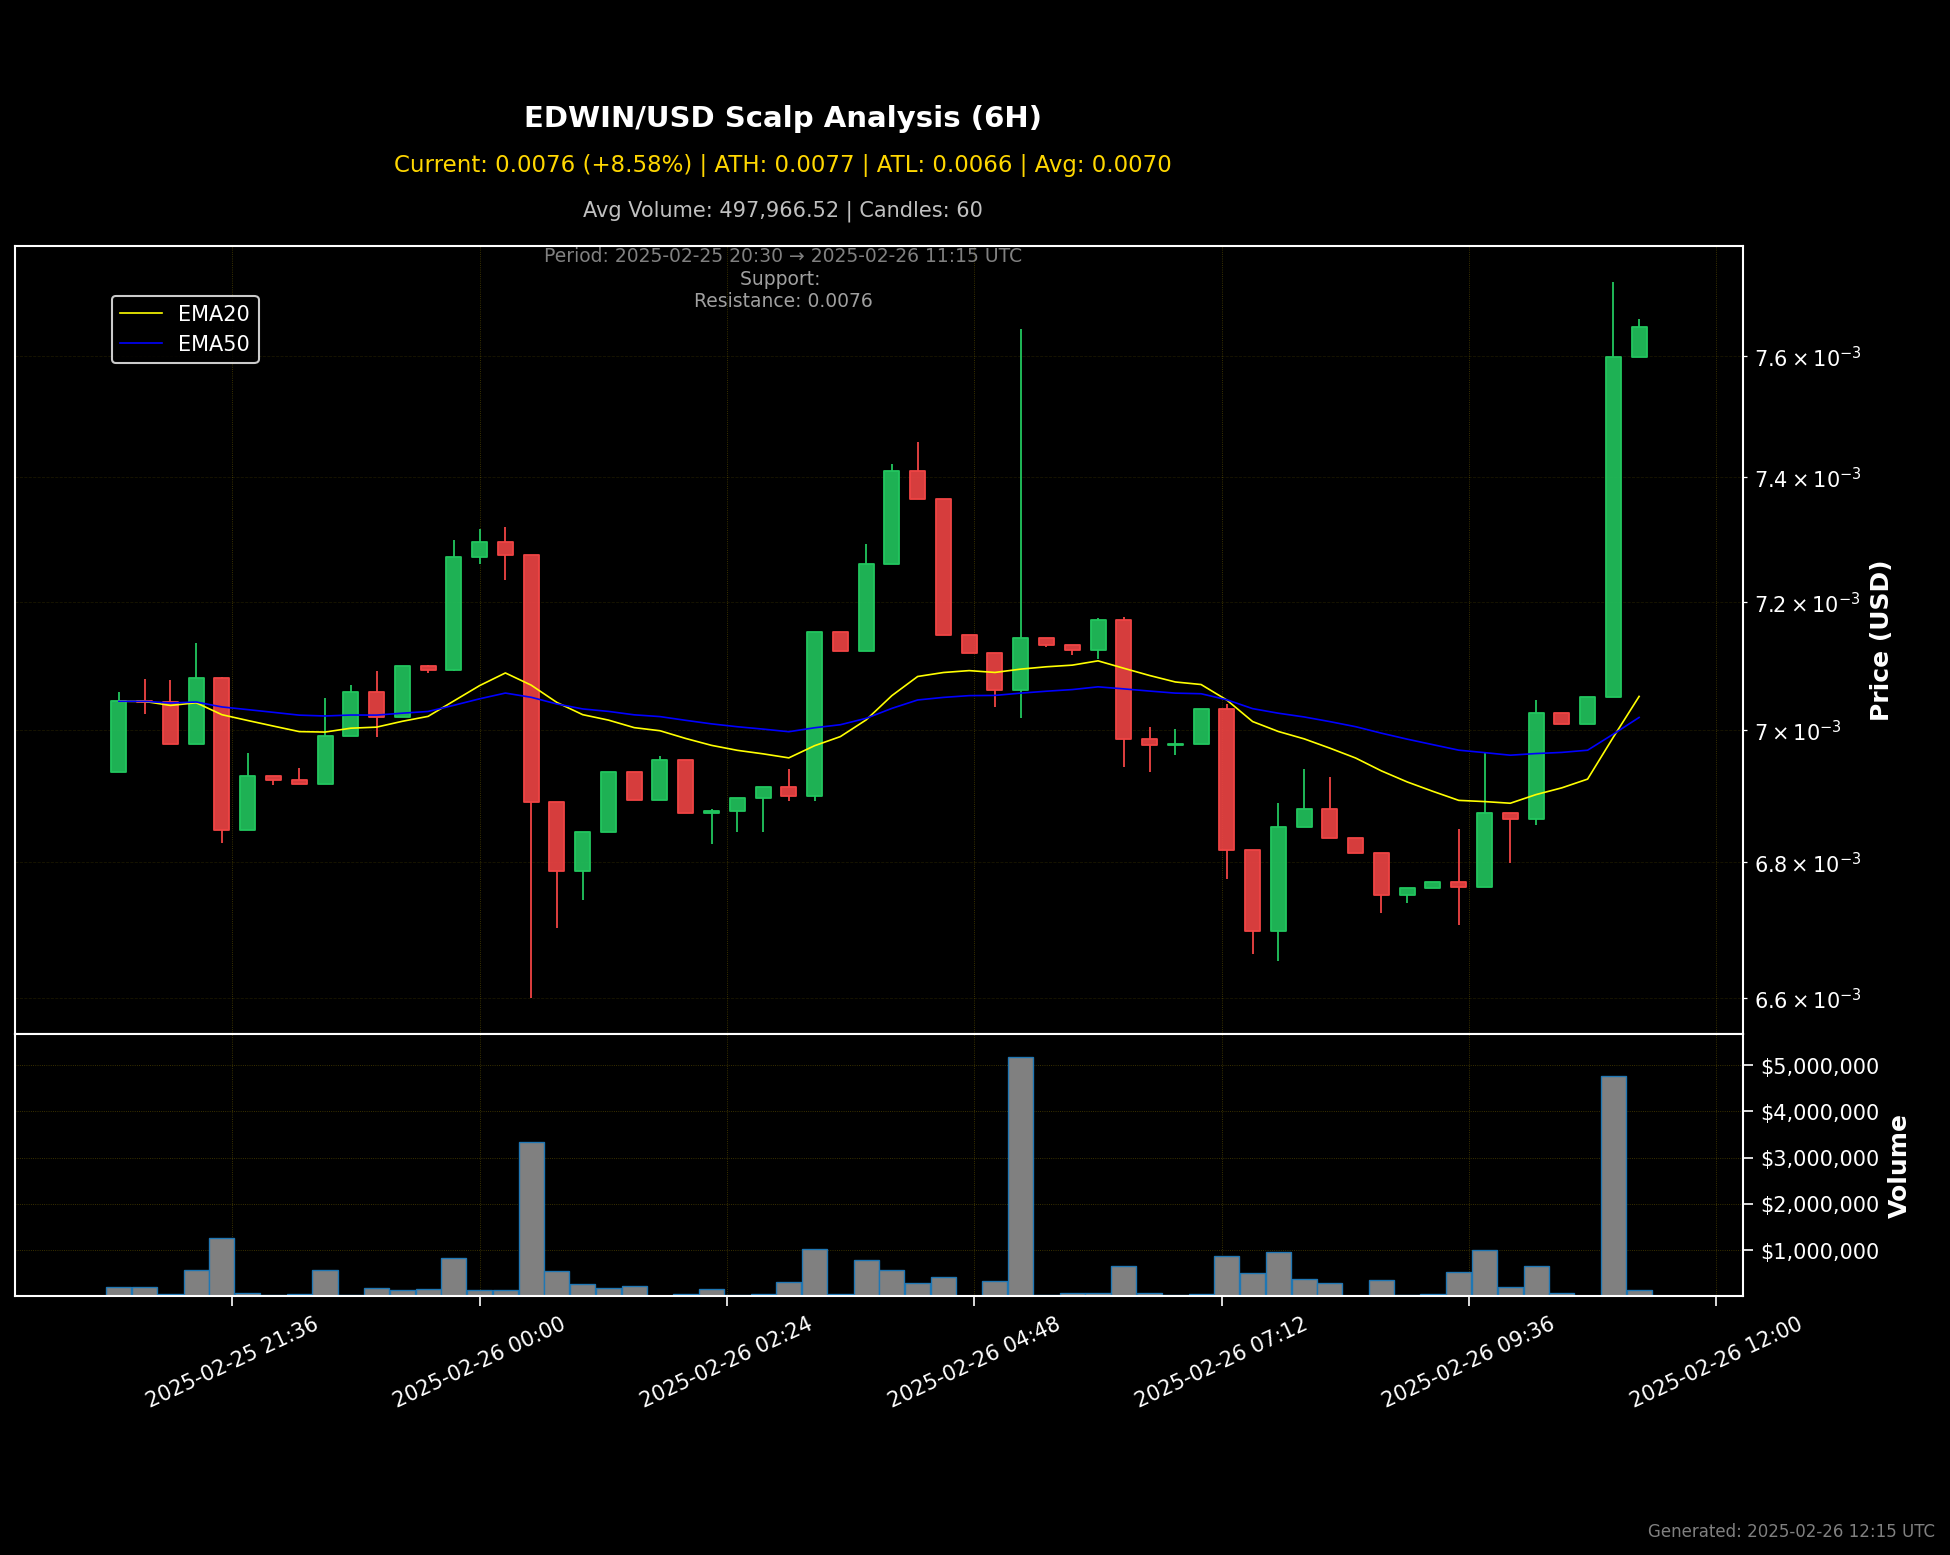 EDWIN/USD Scalp Analysis (6H)
Current: 0.0076 (+8.58%) | ATH: 0.0077 | ATL: 0.0066 | Avg: 0.0070
Avg Volume: 497,966.52 | Candles: 60
Period: 2025-02-25 20:30 → 2025-02-26 11:15 UTC
Support:
Resistance: 0.0076
EMA20
EMA50
7.6 × 10⁻³
7.4 × 10⁻³
7.2 × 10⁻³
7 × 10⁻³
6.8 × 10⁻³
6.6 × 10⁻³
Price (USD)
$5,000,000
$4,000,000
$3,000,000
$2,000,000
$1,000,000
Volume
2025-02-25 21:36
2025-02-26 00:00
2025-02-26 02:24
2025-02-26 04:48
2025-02-26 07:12
2025-02-26 09:36
2025-02-26 12:00
Generated: 2025-02-26 12:15 UTC